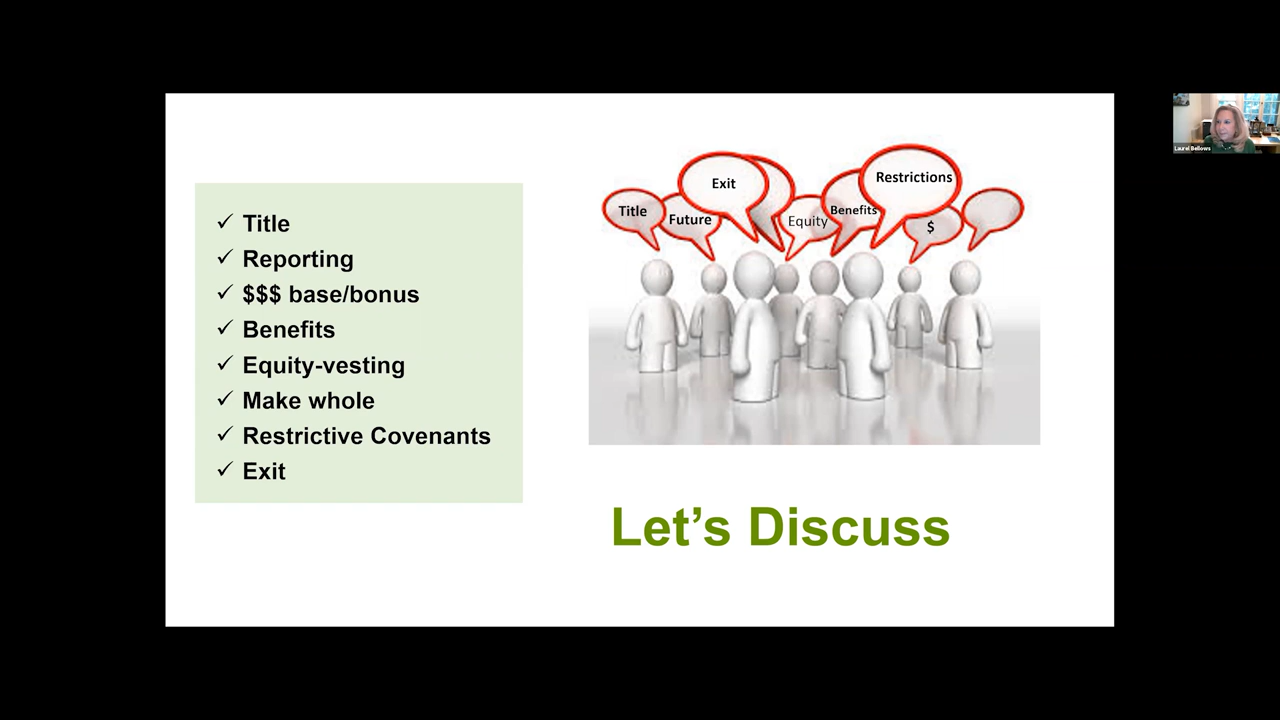 Title
Reporting
$$$ base/bonus
Benefits
Equity-vesting
Make whole
Restrictive Covenants
Exit
Title
Future
Exit
Equity
Benefits
Restrictions
$
Let’s Discuss
Laurel Bellows